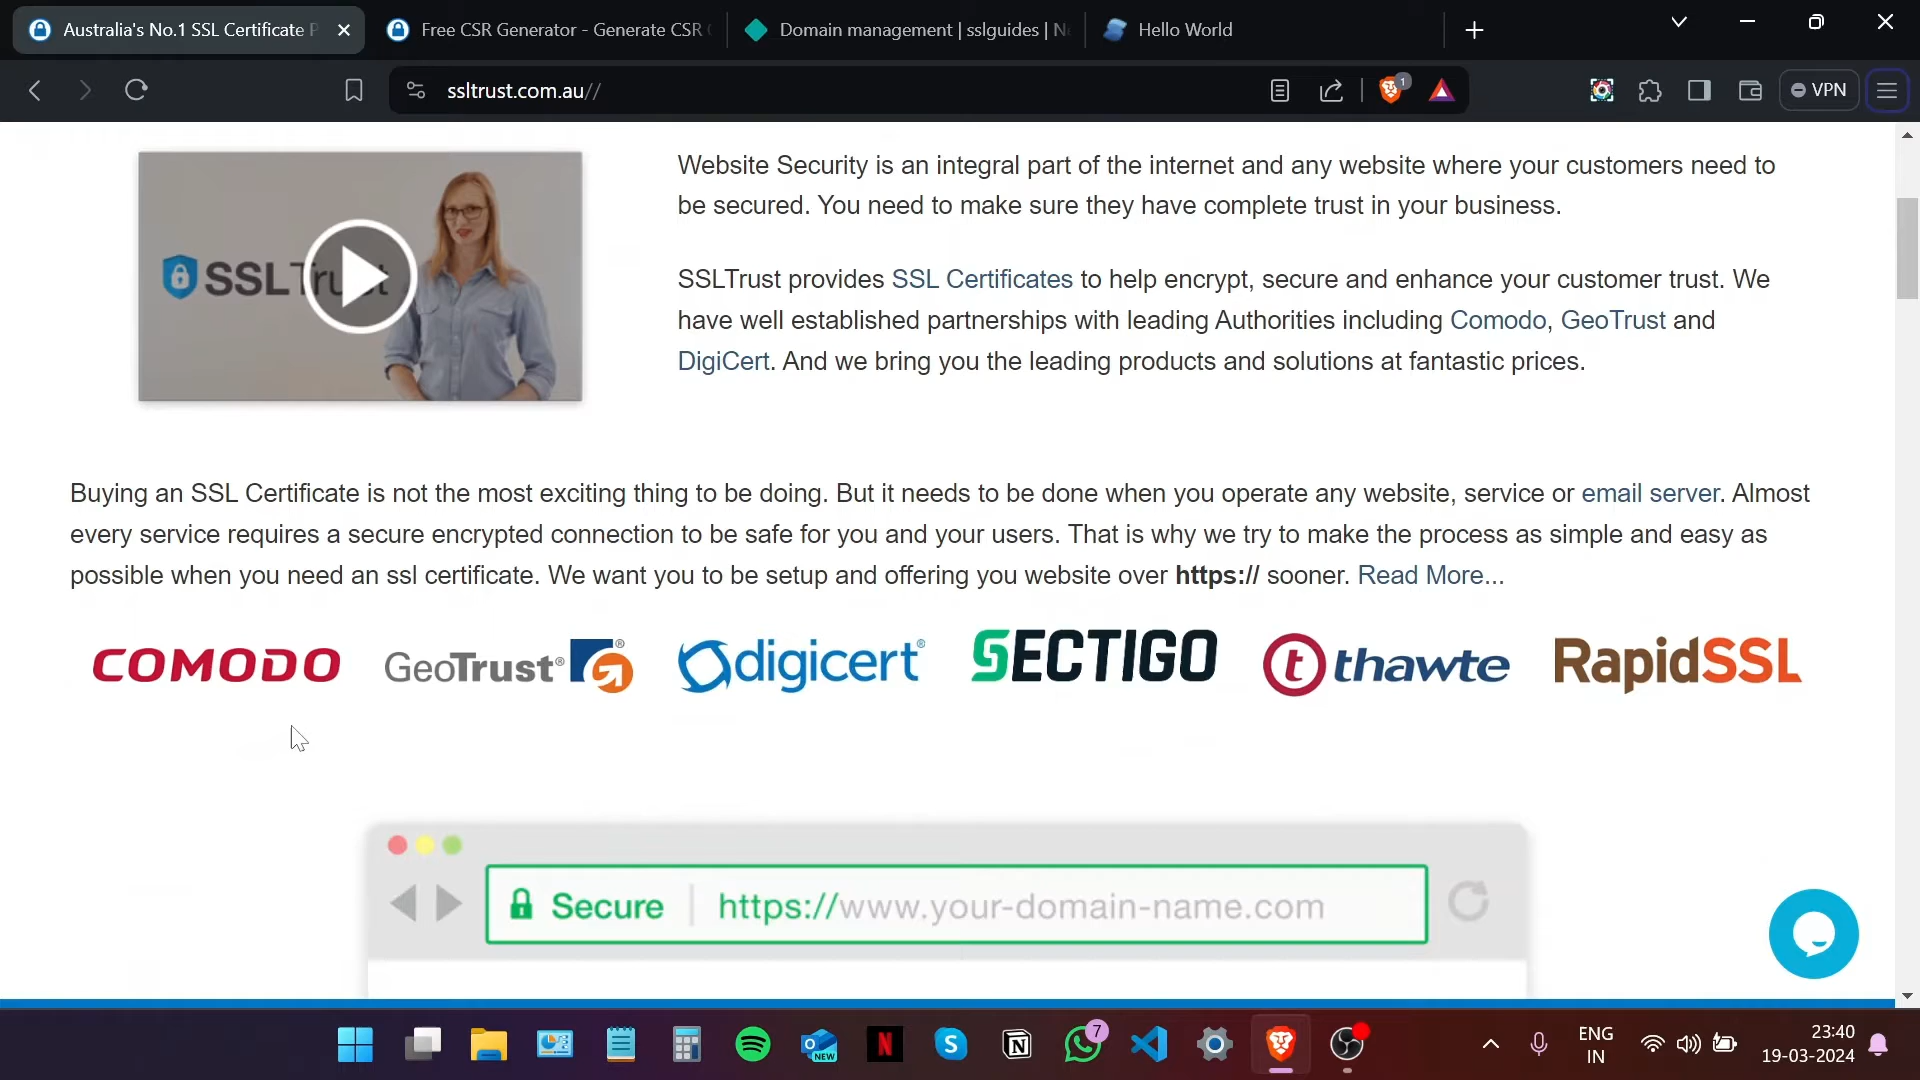 Australia's No.1 SSL Certificate P
Free CSR Generator - Generate CSR
Domain management | sslguides | Ne
Hello World
ssltrust.com.au//
1
VPN
SSLTrust
Website Security is an integral part of the internet and any website where your customers need to
be secured. You need to make sure they have complete trust in your business.
SSLTrust provides SSL Certificates to help encrypt, secure and enhance your customer trust. We
have well established partnerships with leading Authorities including Comodo, GeoTrust and
DigiCert. And we bring you the leading products and solutions at fantastic prices.
Buying an SSL Certificate is not the most exciting thing to be doing. But it needs to be done when you operate any website, service or email server. Almost
every service requires a secure encrypted connection to be safe for you and your users. That is why we try to make the process as simple and easy as
possible when you need an ssl certificate. We want you to be setup and offering you website over https:// sooner. Read More...
COMODO GeoTrust® digicert® SECTIGO thawte RapidSSL
Secure | https://www.your-domain-name.com
NEW
7
ENG
IN
23:40
19-03-2024